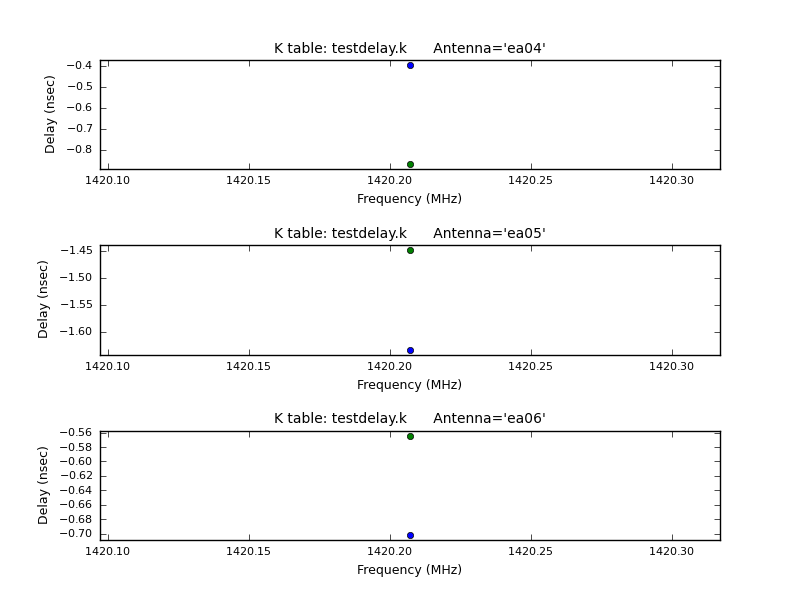 K table: testdelay.k      Antenna='ea04'
Delay (nsec)
−0.4
−0.5
−0.6
−0.7
−0.8
1420.10 1420.15 1420.20 1420.25 1420.30
Frequency (MHz)
K table: testdelay.k      Antenna='ea05'
Delay (nsec)
−1.45
−1.50
−1.55
−1.60
1420.10 1420.15 1420.20 1420.25 1420.30
Frequency (MHz)
K table: testdelay.k      Antenna='ea06'
Delay (nsec)
−0.56
−0.58
−0.60
−0.62
−0.64
−0.66
−0.68
−0.70
1420.10 1420.15 1420.20 1420.25 1420.30
Frequency (MHz)